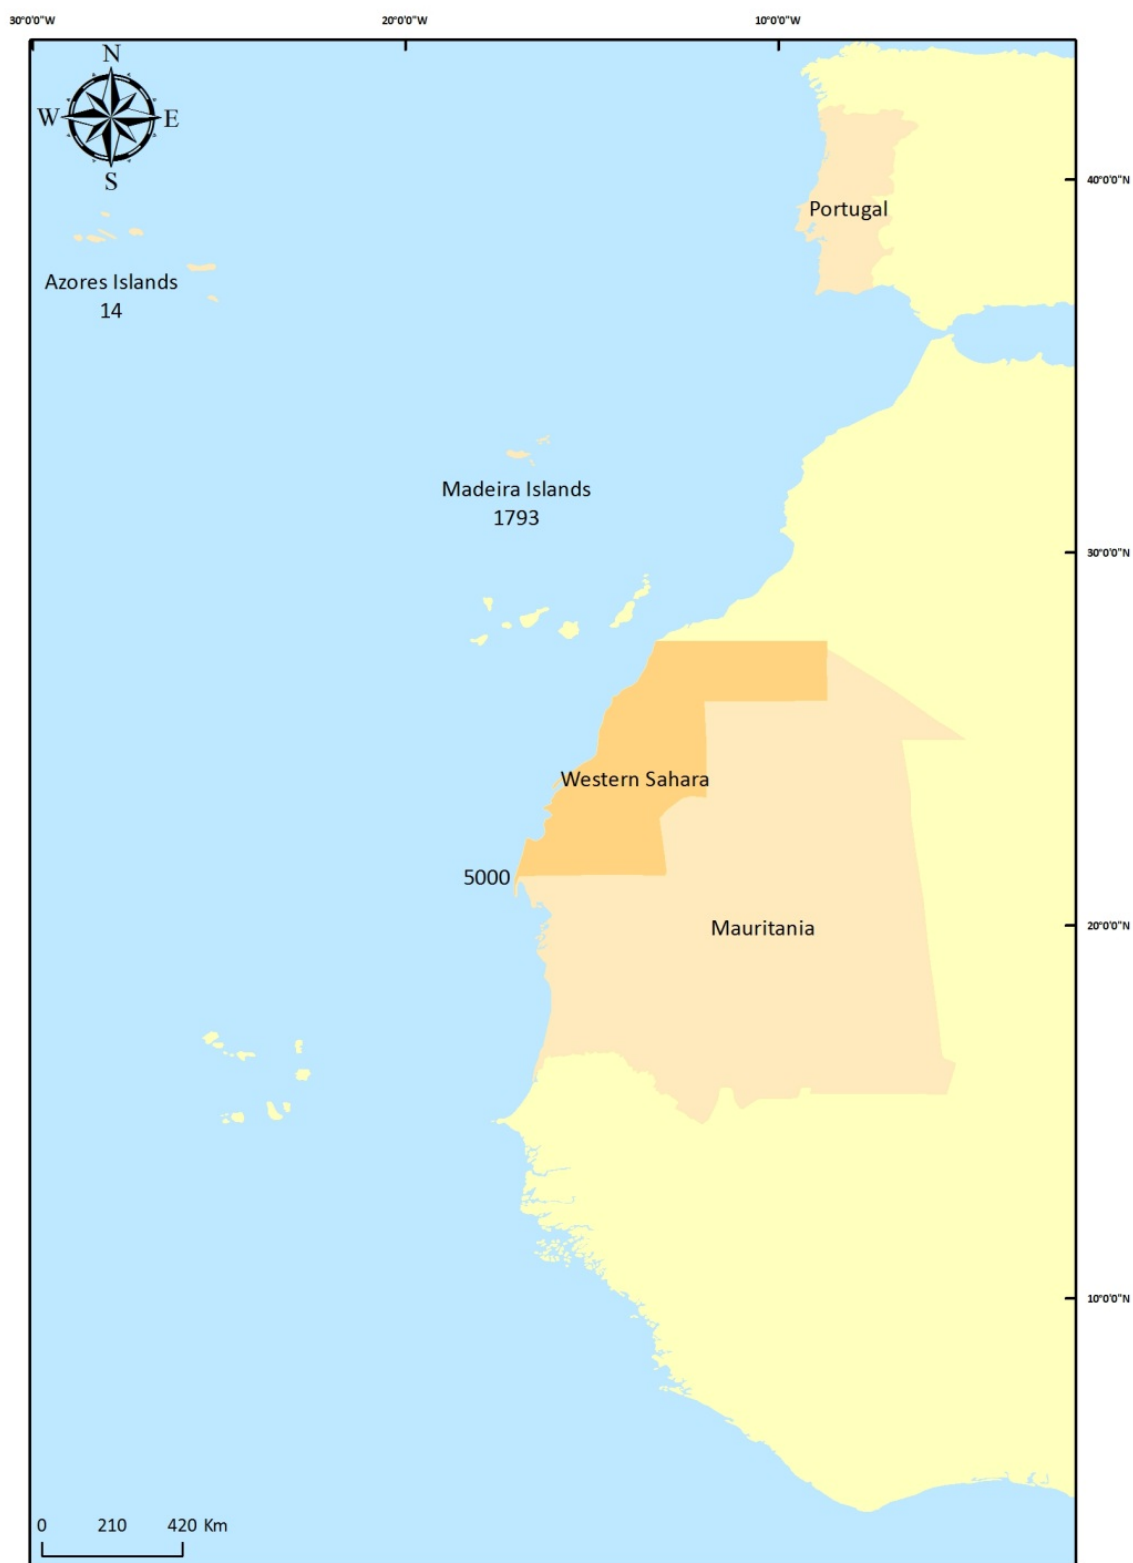 30°0'0"W
20°0'0"W
10°0'0"W
N
W
E
S
40°0'0"N
Portugal
Azores Islands
14
Madeira Islands
1793
30°0'0"N
Western Sahara
5000
20°0'0"N
Mauritania
10°0'0"N
0 210 420 Km